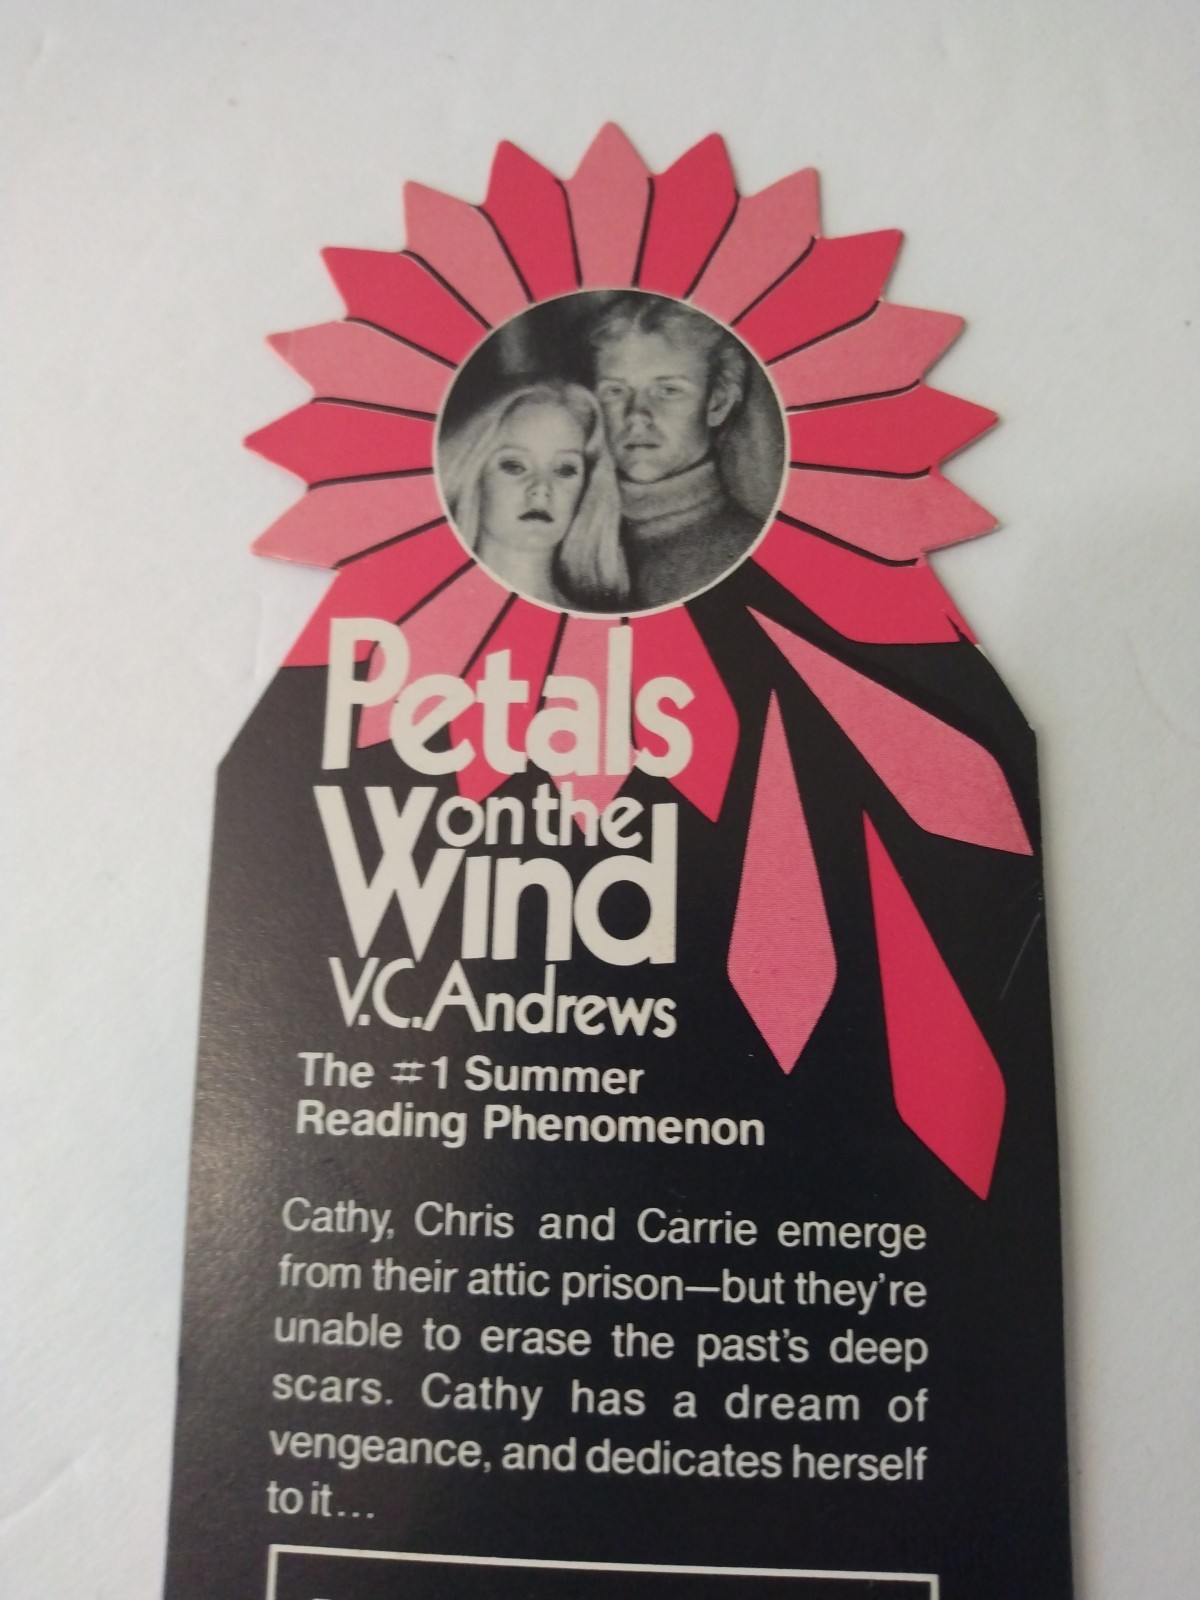 Petals
on the
Wind
V.C. Andrews
The #1 Summer
Reading Phenomenon
Cathy, Chris and Carrie emerge
from their attic prison—but they're
unable to erase the past's deep
scars. Cathy has a dream of
vengeance, and dedicates herself
to it...